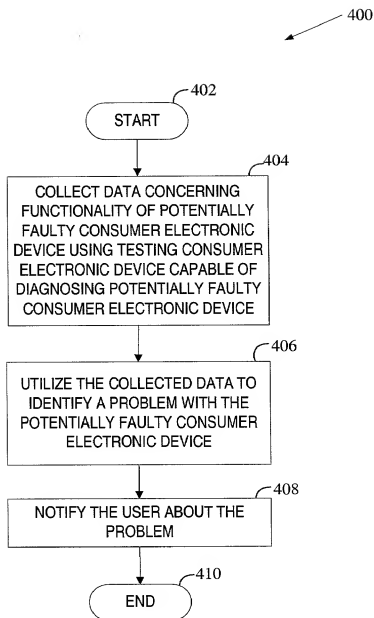 400
402
START
404
COLLECT DATA CONCERNING
FUNCTIONALITY OF POTENTIALLY
FAULTY CONSUMER ELECTRONIC
DEVICE USING TESTING CONSUMER
ELECTRONIC DEVICE CAPABLE OF
DIAGNOSING POTENTIALLY FAULTY
CONSUMER ELECTRONIC DEVICE
406
UTILIZE THE COLLECTED DATA TO
IDENTIFY A PROBLEM WITH THE
POTENTIALLY FAULTY CONSUMER
ELECTRONIC DEVICE
408
NOTIFY THE USER ABOUT THE
PROBLEM
410
END